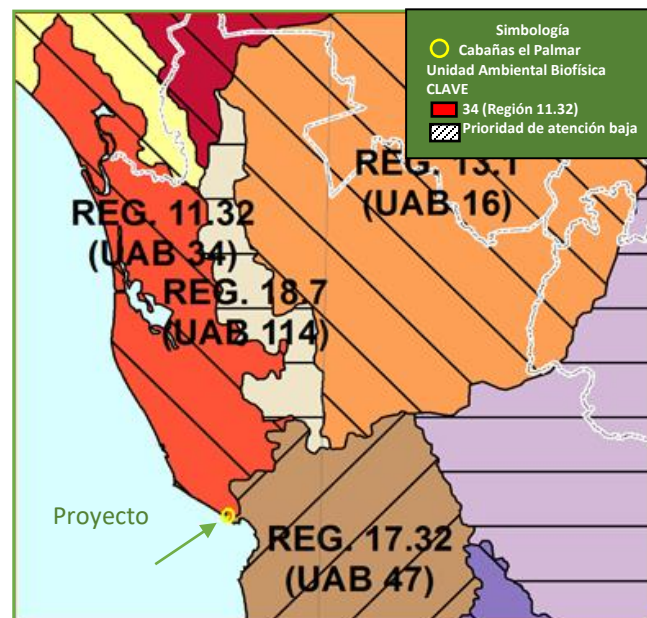 Simbología
Cabañas el Palmar
Unidad Ambiental Biofísica
CLAVE
34 (Región 11.32)
Prioridad de atención baja
REG. 13.1
(UAB 16)
REG. 11.32
(UAB 34)
REG. 18.7
(UAB 114)
Proyecto
REG. 17.32
(UAB 47)